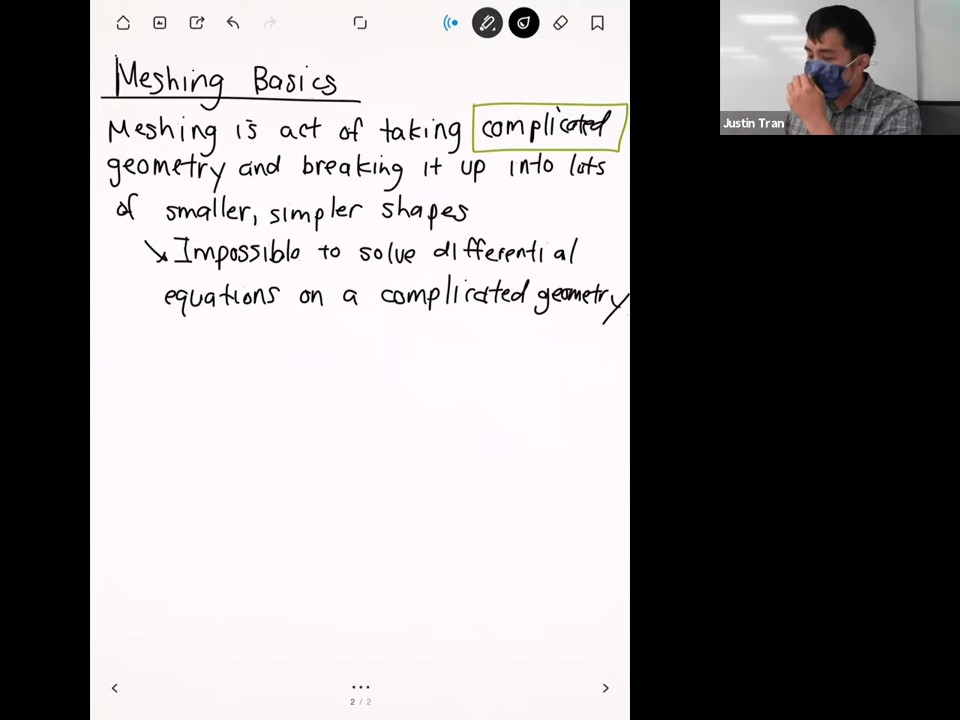 Meshing Basics
Meshing is act of taking complicated
geometry and breaking it up into lots
of smaller, simpler shapes
Impossible to solve differential
equations on a complicated geometry
Justin Tran
2 / 2